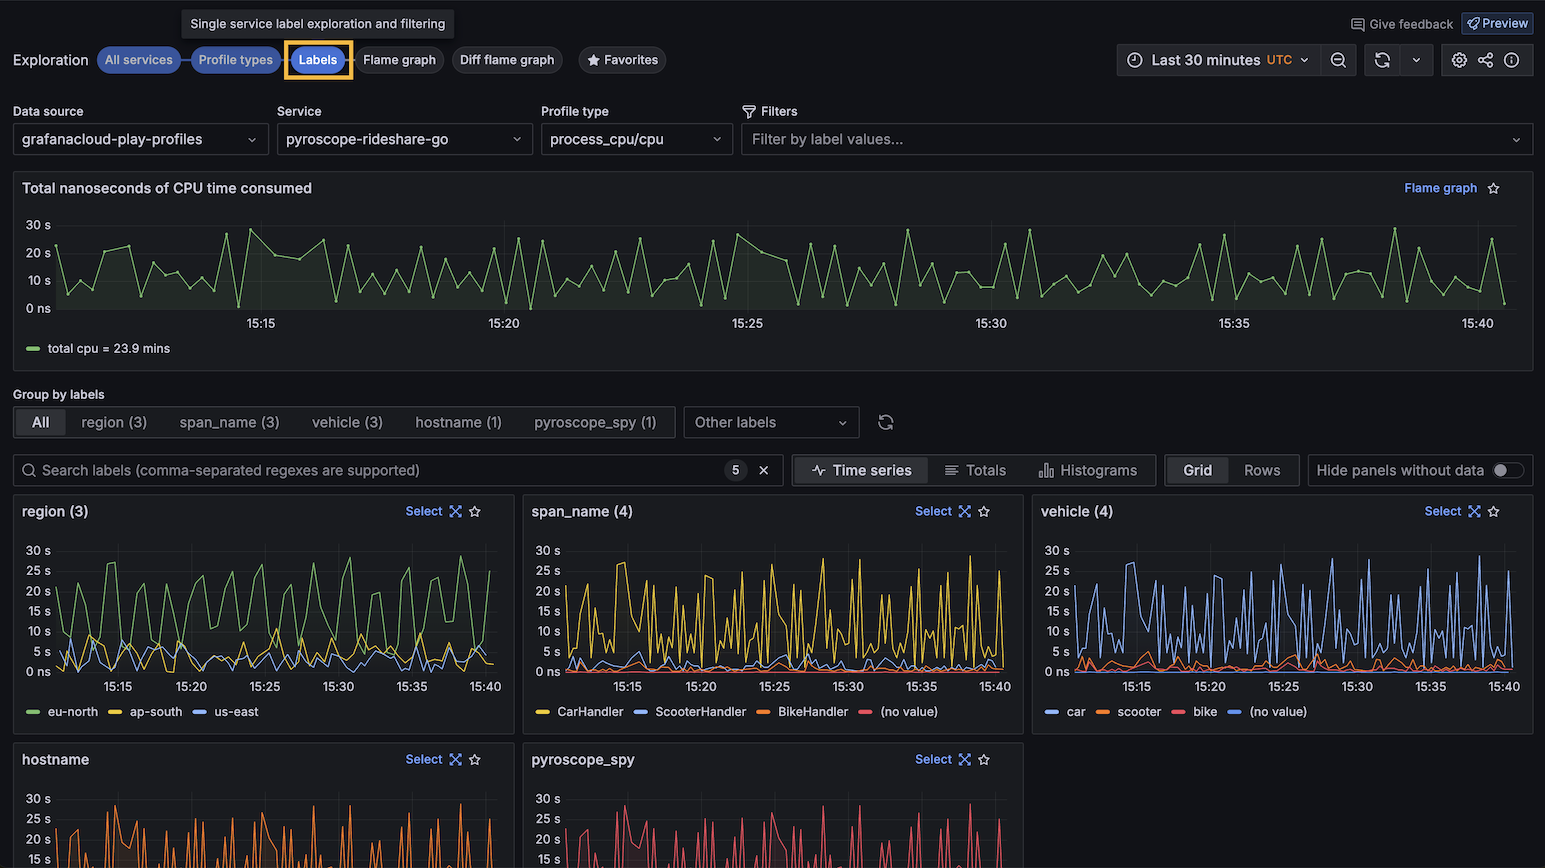 Single service label exploration and filtering
Give feedback
Preview
Exploration
All services
Profile types
Labels
Flame graph
Diff flame graph
Favorites
Last 30 minutes UTC
Data source
Service
Profile type
Filters
grafanacloud-play-profiles
pyroscope-rideshare-go
process_cpu/cpu
Filter by label values...
Total nanoseconds of CPU time consumed
Flame graph
30 s
20 s
10 s
0 ns
15:15
15:20
15:25
15:30
15:35
15:40
total cpu = 23.9 mins
Group by labels
All
region (3)
span_name (3)
vehicle (3)
hostname (1)
pyroscope_spy (1)
Other labels
Search labels (comma-separated regexes are supported)
5
Time series
Totals
Histograms
Grid
Rows
Hide panels without data
region (3)
Select
30 s
25 s
20 s
15 s
10 s
5 s
0 ns
15:15
15:20
15:25
15:30
15:35
15:40
eu-north
ap-south
us-east
span_name (4)
Select
30 s
25 s
20 s
15 s
10 s
5 s
0 ns
15:15
15:20
15:25
15:30
15:35
15:40
CarHandler
ScooterHandler
BikeHandler
(no value)
vehicle (4)
Select
30 s
25 s
20 s
15 s
10 s
5 s
0 ns
15:15
15:20
15:25
15:30
15:35
15:40
car
scooter
bike
(no value)
hostname
Select
30 s
25 s
20 s
15 s
pyroscope_spy
Select
30 s
25 s
20 s
15 s